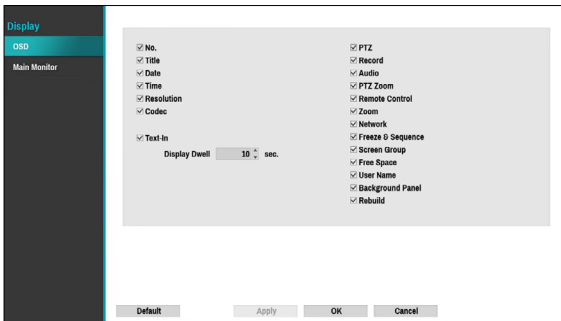 Display
OSD
Main Monitor
No.
Title
Date
Time
Resolution
Codec
Text-In
Display Dwell 10 sec.
PTZ
Record
Audio
PTZ Zoom
Remote Control
Zoom
Network
Freeze & Sequence
Screen Group
Free Space
User Name
Background Panel
Rebuild
Default Apply OK Cancel